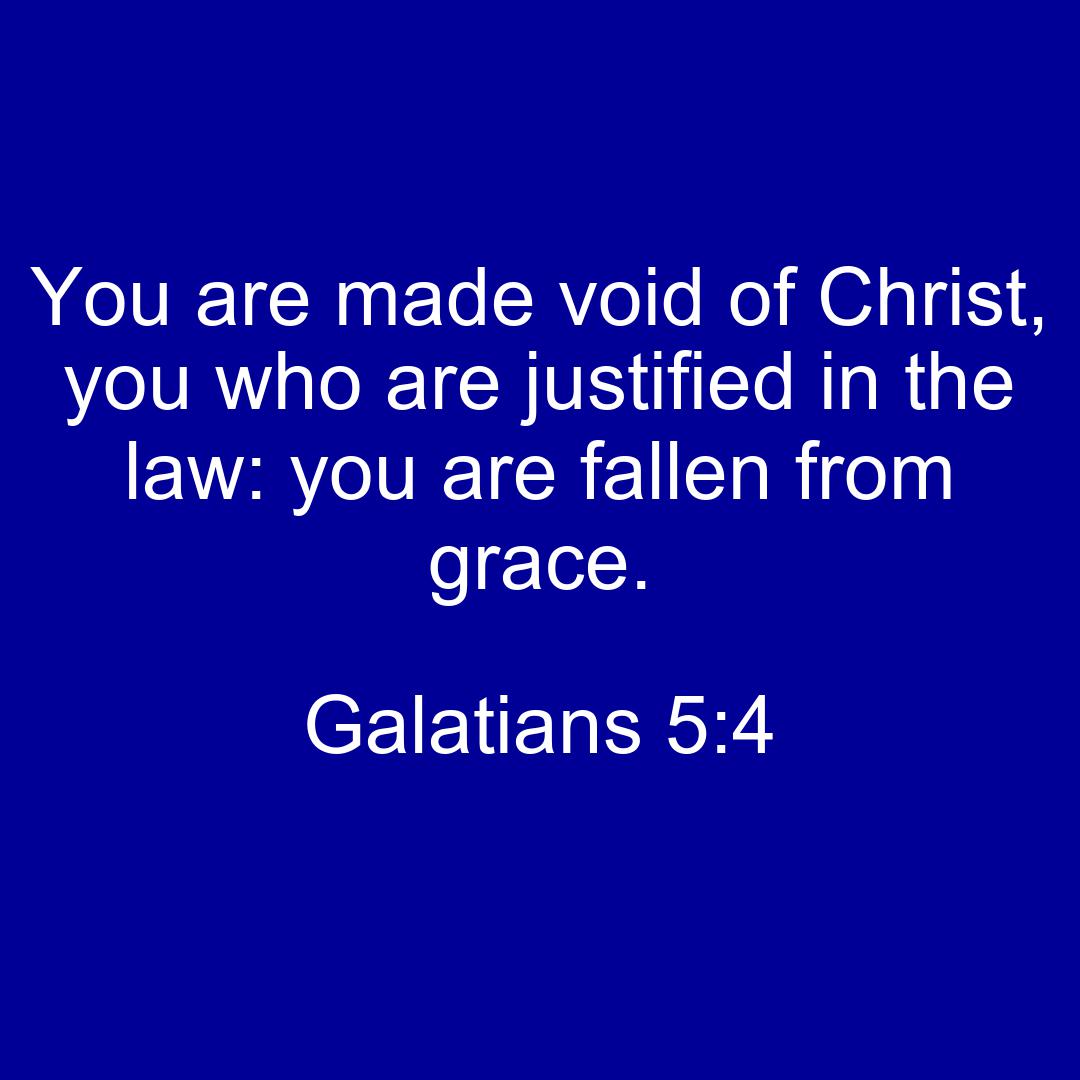 You are made void of Christ,
you who are justified in the
law: you are fallen from
grace.
Galatians 5:4